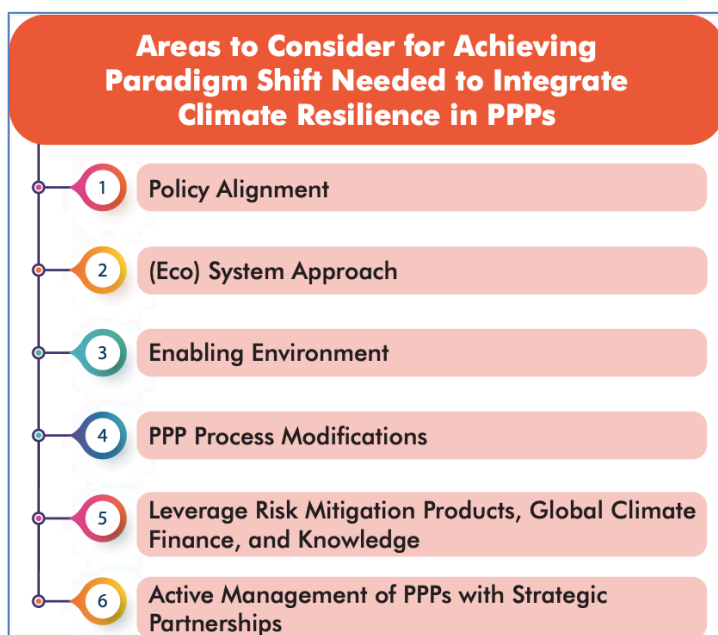 Areas to Consider for Achieving
Paradigm Shift Needed to Integrate
Climate Resilience in PPPs
1
Policy Alignment
2
(Eco) System Approach
3
Enabling Environment
4
PPP Process Modifications
5
Leverage Risk Mitigation Products, Global Climate
Finance, and Knowledge
6
Active Management of PPPs with Strategic
Partnerships